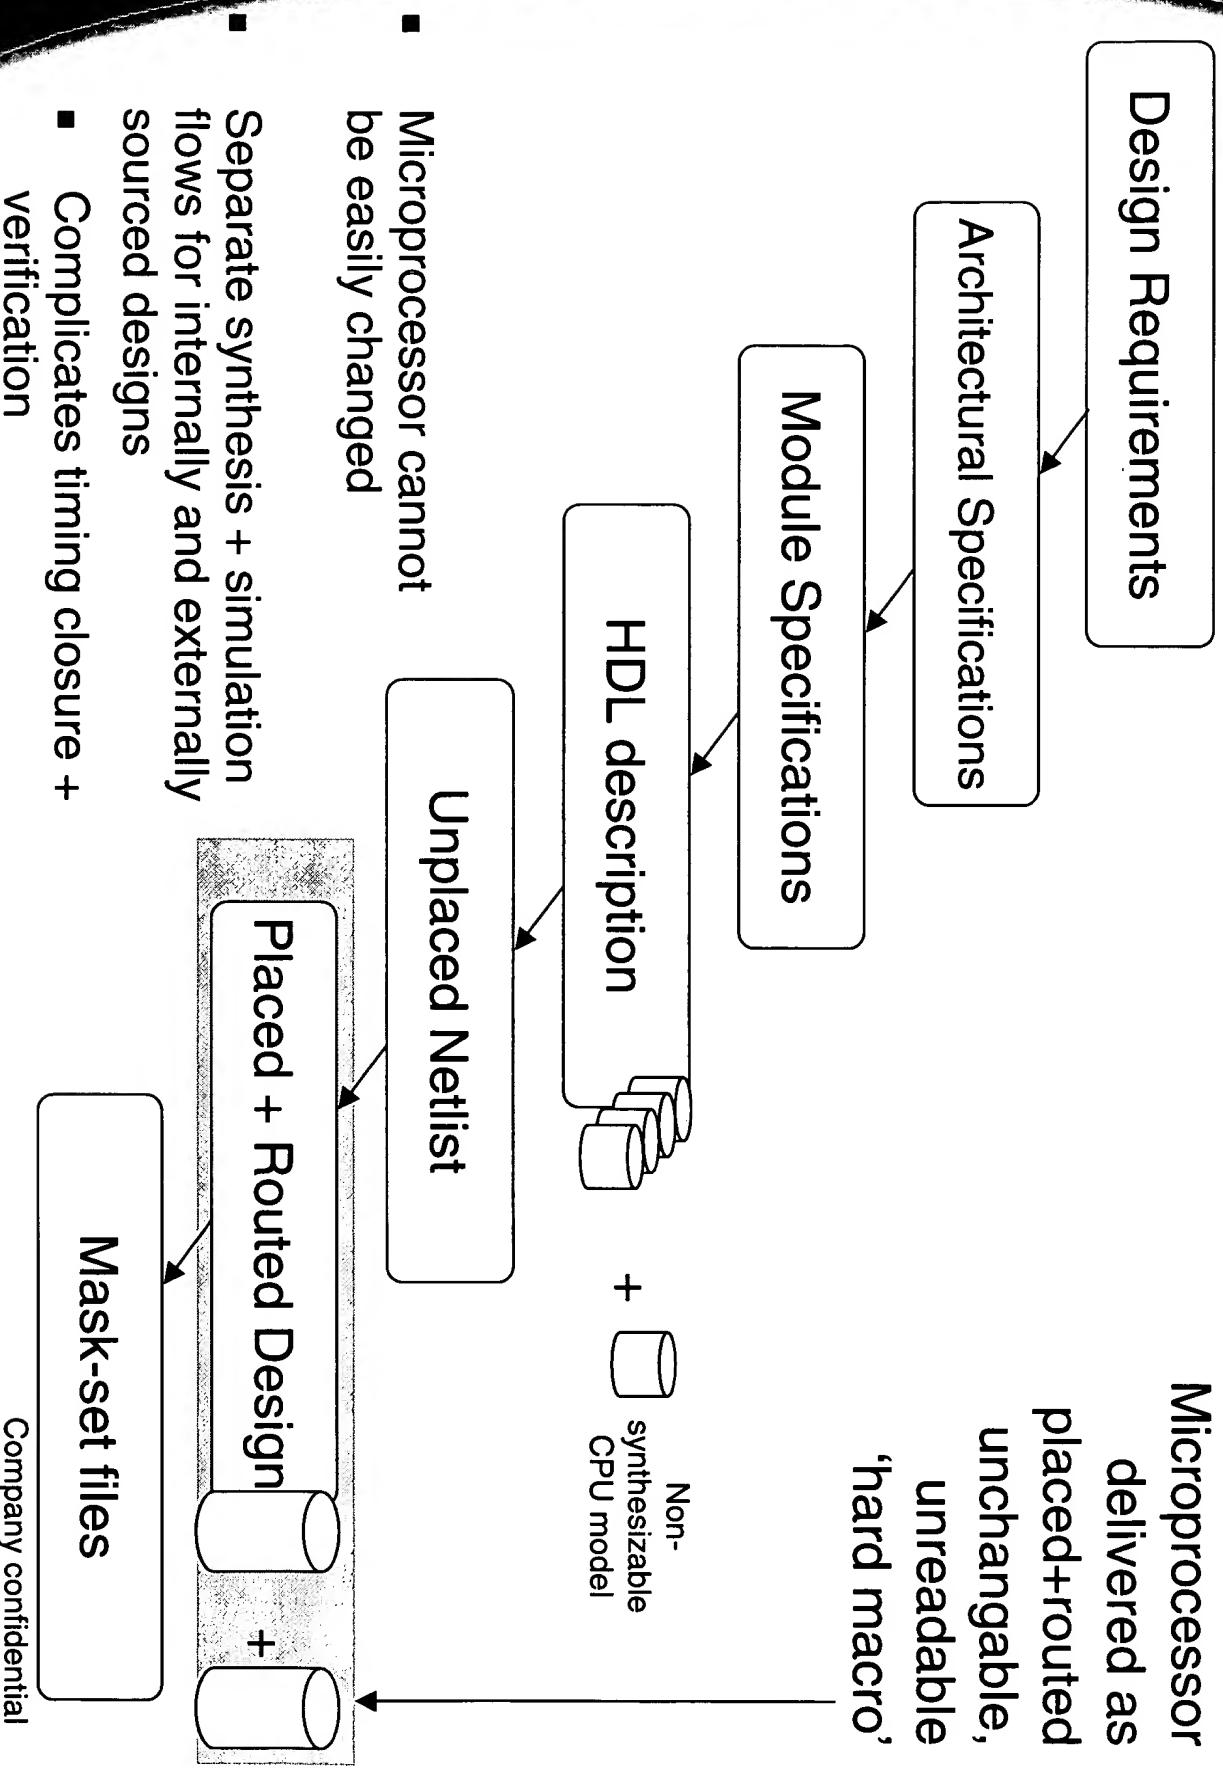 Design Requirements
Architectural Specifications
Module Specifications
HDL description
+
Non-
synthesizable
CPU model
Unplaced Netlist
Placed + Routed Design
+
Mask-set files
Microprocessor
delivered as
placed+routed
unchangable,
unreadable
‘hard macro’
▪ Microprocessor cannot
be easily changed
▪ Separate synthesis + simulation
flows for internally and externally
sourced designs
▪ Complicates timing closure +
verification
Company confidential